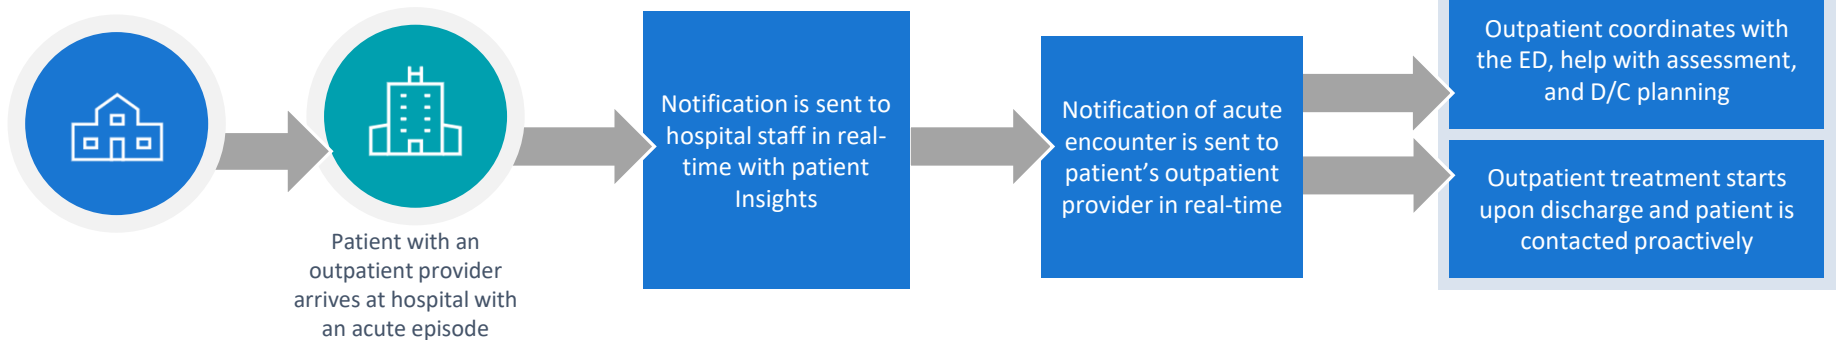 Patient with an
outpatient provider
arrives at hospital with
an acute episode
Notification is sent to
hospital staff in real-
time with patient
Insights
Notification of acute
encounter is sent to
patient’s outpatient
provider in real-time
Outpatient coordinates with
the ED, help with assessment,
and D/C planning
Outpatient treatment starts
upon discharge and patient is
contacted proactively